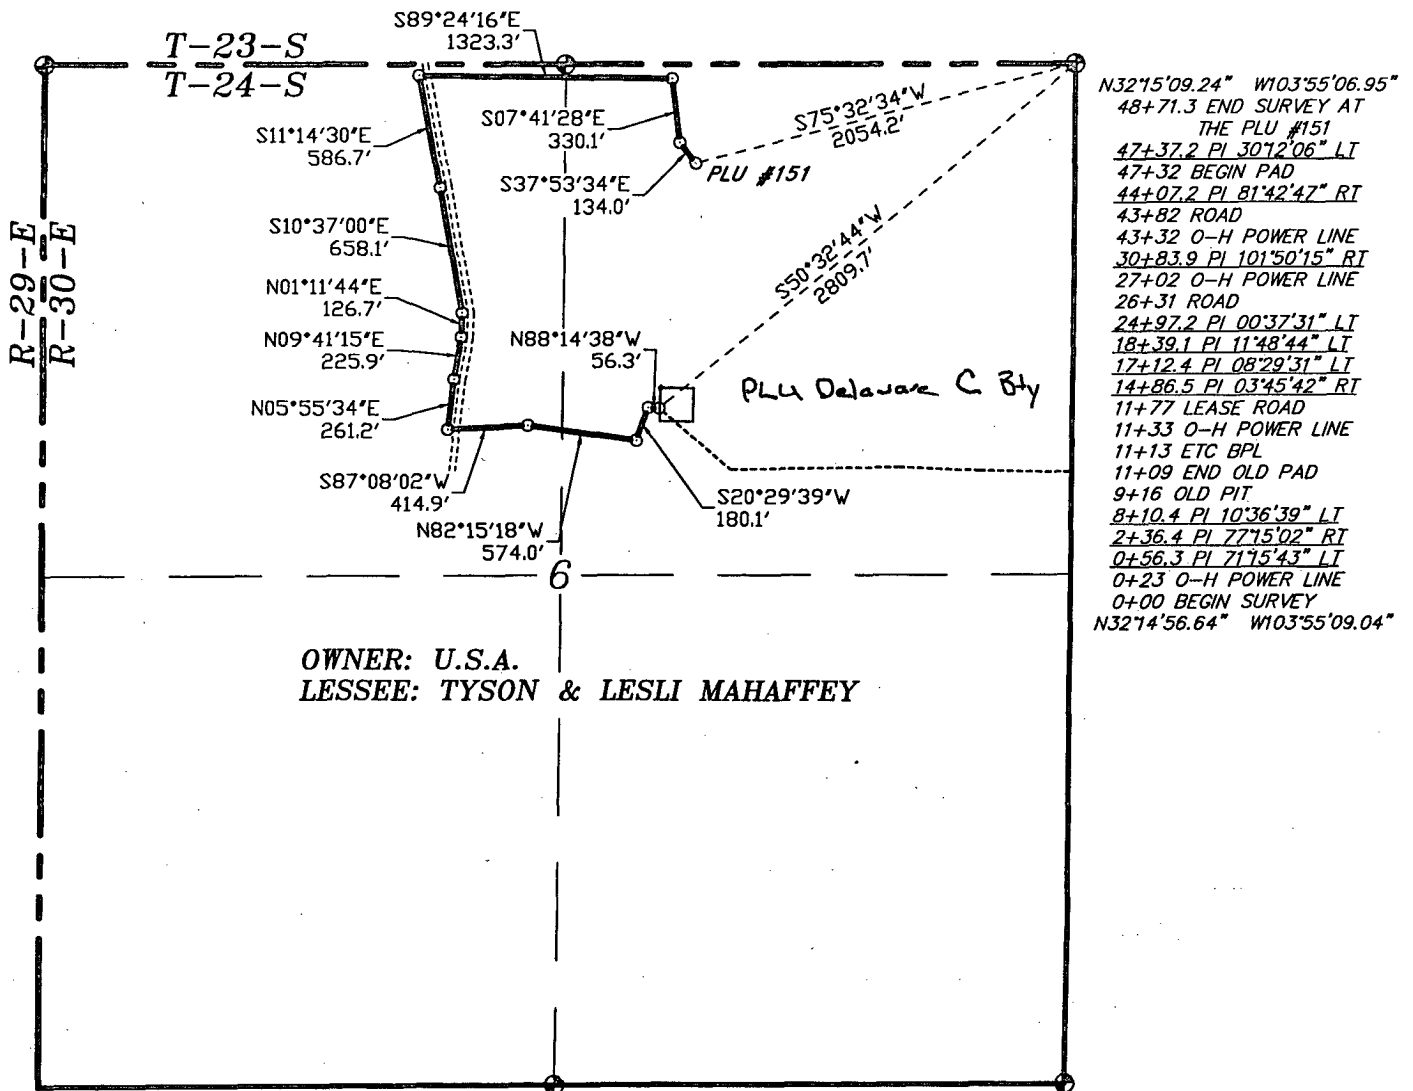 S89°24'16"E
1323.3'
T-23-S
T-24-S
S11°14'30"E
586.7'
S07°41'28"E
330.1'
S75°32'34"W
2054.2'
PLU #151
S37°53'34"E
134.0'
R-29-E
R-30-E
S10°37'00"E
658.1'
S50°32'44"W
2809.7'
N01°11'44"E
126.7'
N09°41'15"E
225.9'
N88°14'38"W
56.3'
PLU Delaware C Bty
N05°55'34"E
261.2'
S87°08'02"W
414.9'
S20°29'39"W
180.1'
N82°15'18"W
574.0'
6
OWNER: U.S.A.
LESSEE: TYSON & LESLI MAHAFFEY
N32°15'09.24" W103°55'06.95"
48+71.3 END SURVEY AT
THE PLU #151
47+37.2 PI 30°12'06" LT
47+32 BEGIN PAD
44+07.2 PI 81°42'47" RT
43+82 ROAD
43+32 O-H POWER LINE
30+83.9 PI 101°50'15" RT
27+02 O-H POWER LINE
26+31 ROAD
24+97.2 PI 00°37'31" LT
18+39.1 PI 11°48'44" LT
17+12.4 PI 08°29'31" LT
14+86.5 PI 03°45'42" RT
11+77 LEASE ROAD
11+33 O-H POWER LINE
11+13 ETC BPL
11+09 END OLD PAD
9+16 OLD PIT
8+10.4 PI 10°36'39" LT
2+36.4 PI 77°15'02" RT
0+56.3 PI 71°15'43" LT
0+23 O-H POWER LINE
0+00 BEGIN SURVEY
N32°14'56.64" W103°55'09.04"